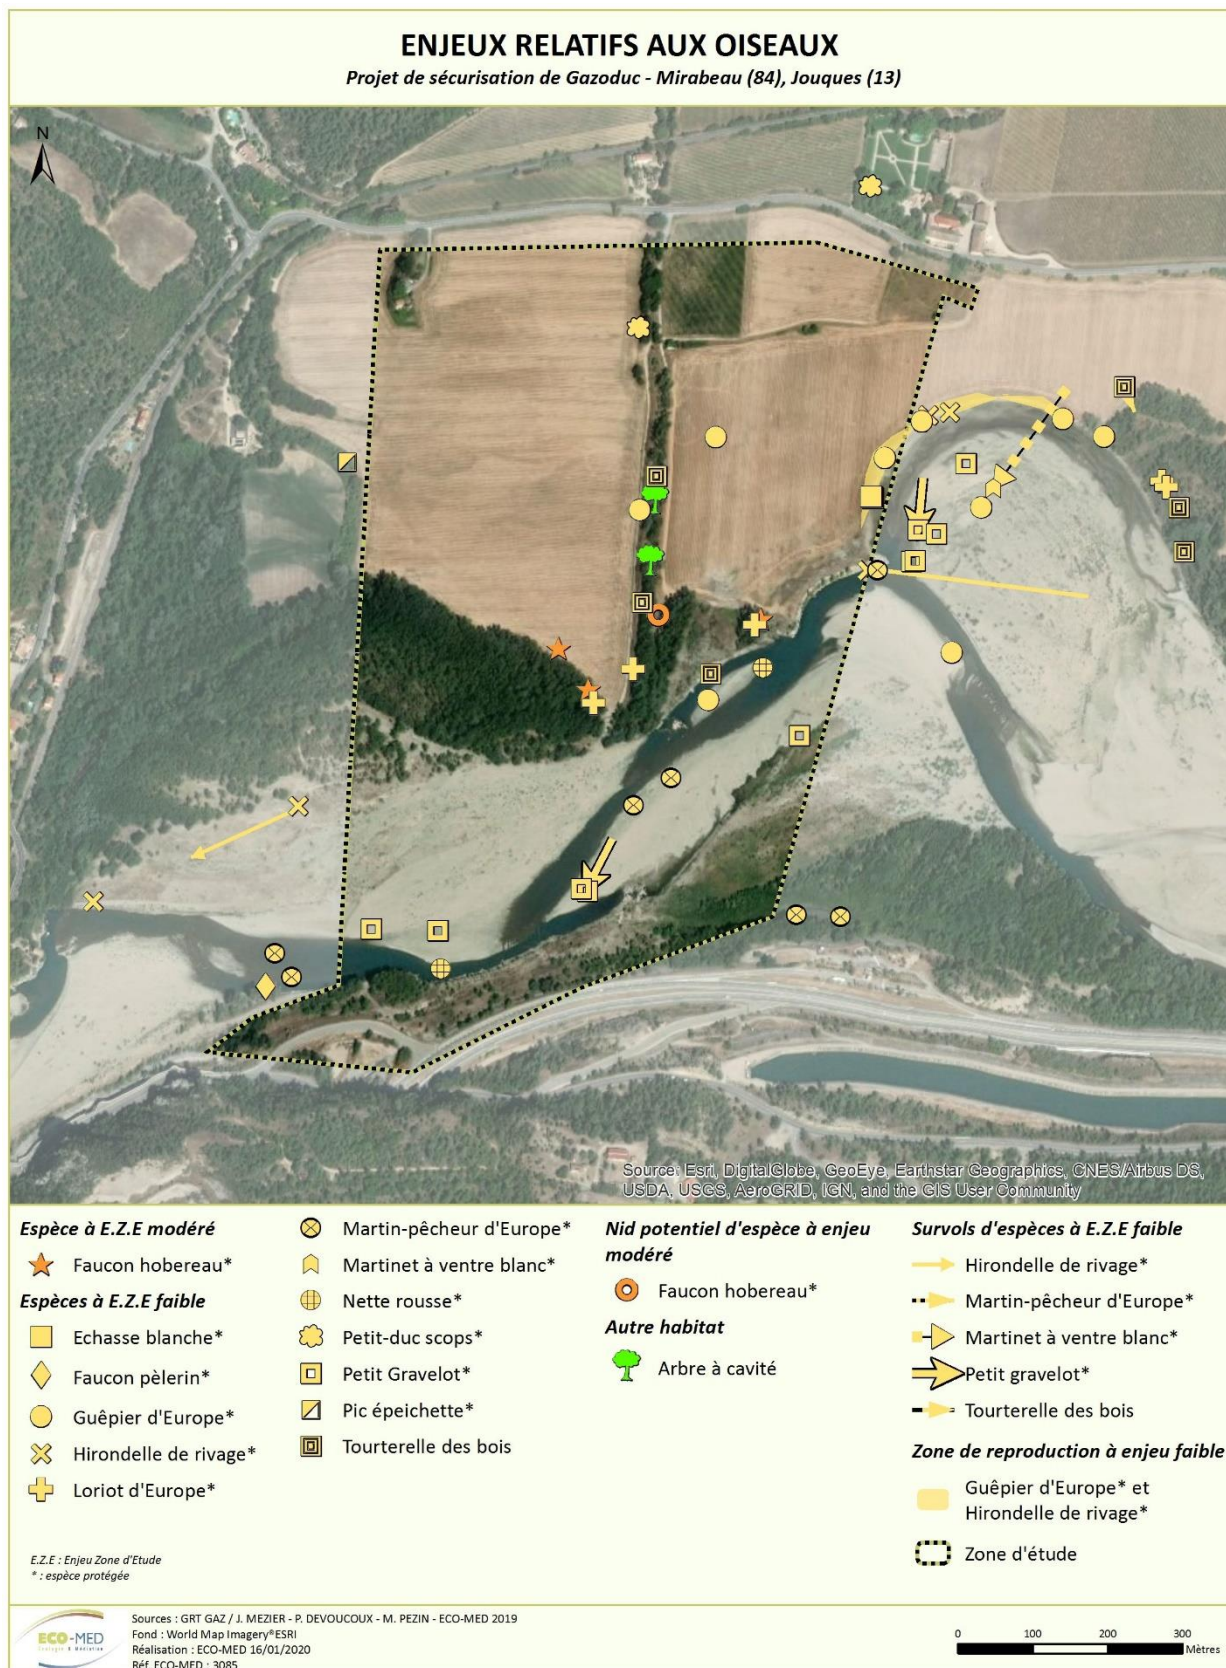 ENJEUX RELATIFS AUX OISEAUX
Projet de sécurisation de Gazoduc - Mirabeau (84), Jouques (13)
N
Source: Esri, DigitalGlobe, GeoEye, Earthstar Geographics, CNES/Airbus DS,
USDA, USGS, AeroGRID, IGN, and the GIS User Community
Espèce à E.Z.E modéré
Faucon hobereau*
Espèces à E.Z.E faible
Echasse blanche*
Faucon pèlerin*
Guêpier d'Europe*
Hirondelle de rivage*
Loriot d'Europe*
Martin-pêcheur d'Europe*
Martinet à ventre blanc*
Nette rousse*
Petit-duc scops*
Petit Gravelot*
Pic épeichette*
Tourterelle des bois
Nid potentiel d'espèce à enjeu
modéré
Faucon hobereau*
Autre habitat
Arbre à cavité
Survols d'espèces à E.Z.E faible
Hirondelle de rivage*
Martin-pêcheur d'Europe*
Martinet à ventre blanc*
Petit gravelot*
Tourterelle des bois
Zone de reproduction à enjeu faible
Guêpier d'Europe* et
Hirondelle de rivage*
Zone d'étude
E.Z.E : Enjeu Zone d'Etude
* : espèce protégée
ECO-MED
Ecologie & Médiation
Sources : GRT GAZ / J. MEZIER - P. DEVOUCOUX - M. PEZIN - ECO-MED 2019
Fond : World Map Imagery®ESRI
Réalisation : ECO-MED 16/01/2020
Réf. ECO-MED : 3085
0 100 200 300
Mètres